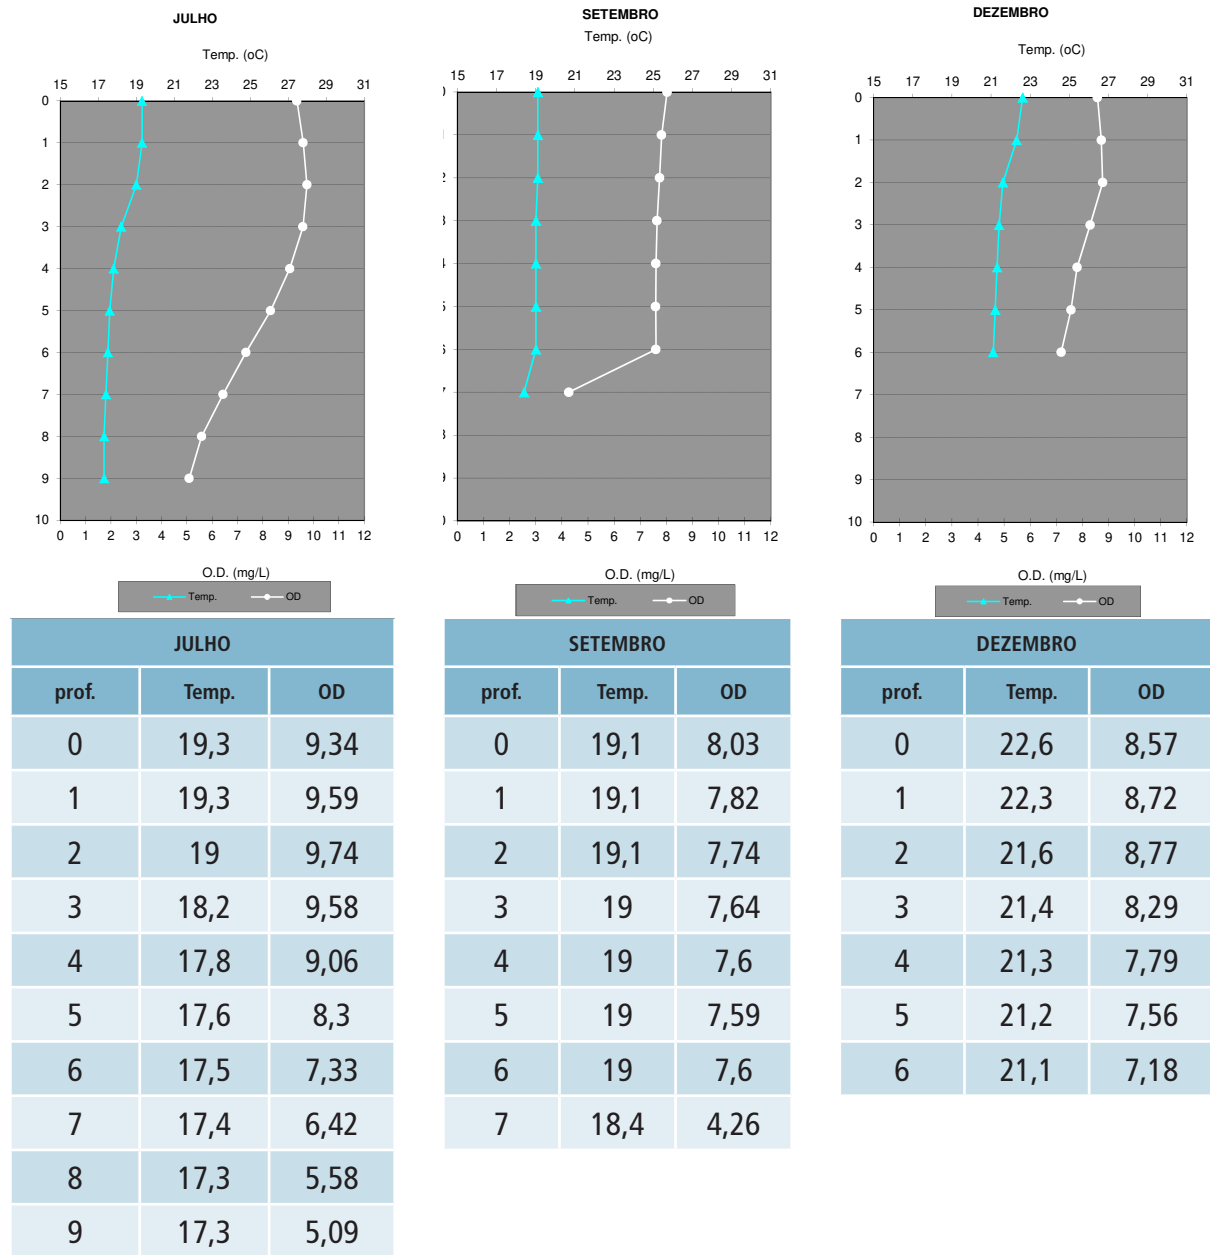 JULHO
Temp. (oC)
15 17 19 21 23 25 27 29 31
0
1
2
3
4
5
6
7
8
9
10
0 1 2 3 4 5 6 7 8 9 10 11 12
O.D. (mg/L)
Temp. OD
SETEMBRO
Temp. (oC)
15 17 19 21 23 25 27 29 31
0 1 2 3 4 5 6 7 8 9 10 11 12
O.D. (mg/L)
Temp. OD
DEZEMBRO
Temp. (oC)
15 17 19 21 23 25 27 29 31
0
1
2
3
4
5
6
7
8
9
10
0 1 2 3 4 5 6 7 8 9 10 11 12
O.D. (mg/L)
Temp. OD
JULHO
prof. Temp. OD
0 19,3 9,34
1 19,3 9,59
2 19 9,74
3 18,2 9,58
4 17,8 9,06
5 17,6 8,3
6 17,5 7,33
7 17,4 6,42
8 17,3 5,58
9 17,3 5,09
SETEMBRO
prof. Temp. OD
0 19,1 8,03
1 19,1 7,82
2 19,1 7,74
3 19 7,64
4 19 7,6
5 19 7,59
6 19 7,6
7 18,4 4,26
DEZEMBRO
prof. Temp. OD
0 22,6 8,57
1 22,3 8,72
2 21,6 8,77
3 21,4 8,29
4 21,3 7,79
5 21,2 7,56
6 21,1 7,18